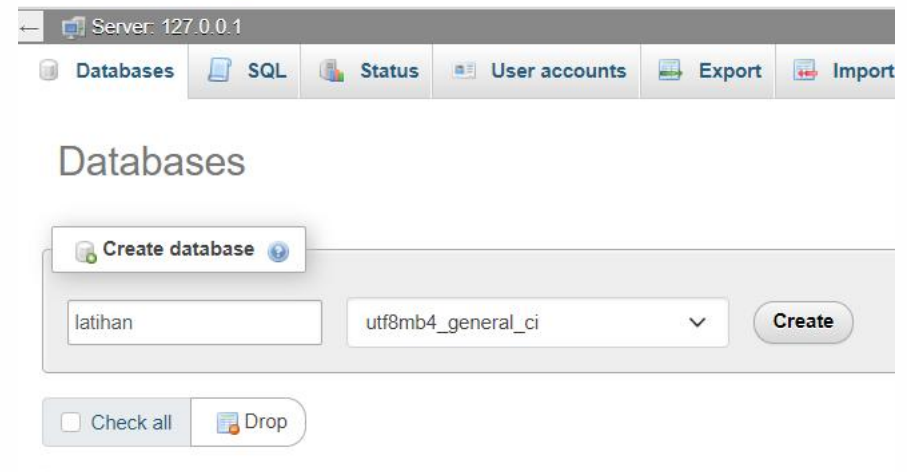 ← Server: 127.0.0.1
Databases SQL Status User accounts Export Import
Databases
Create database
latihan utf8mb4_general_ci Create
Check all Drop